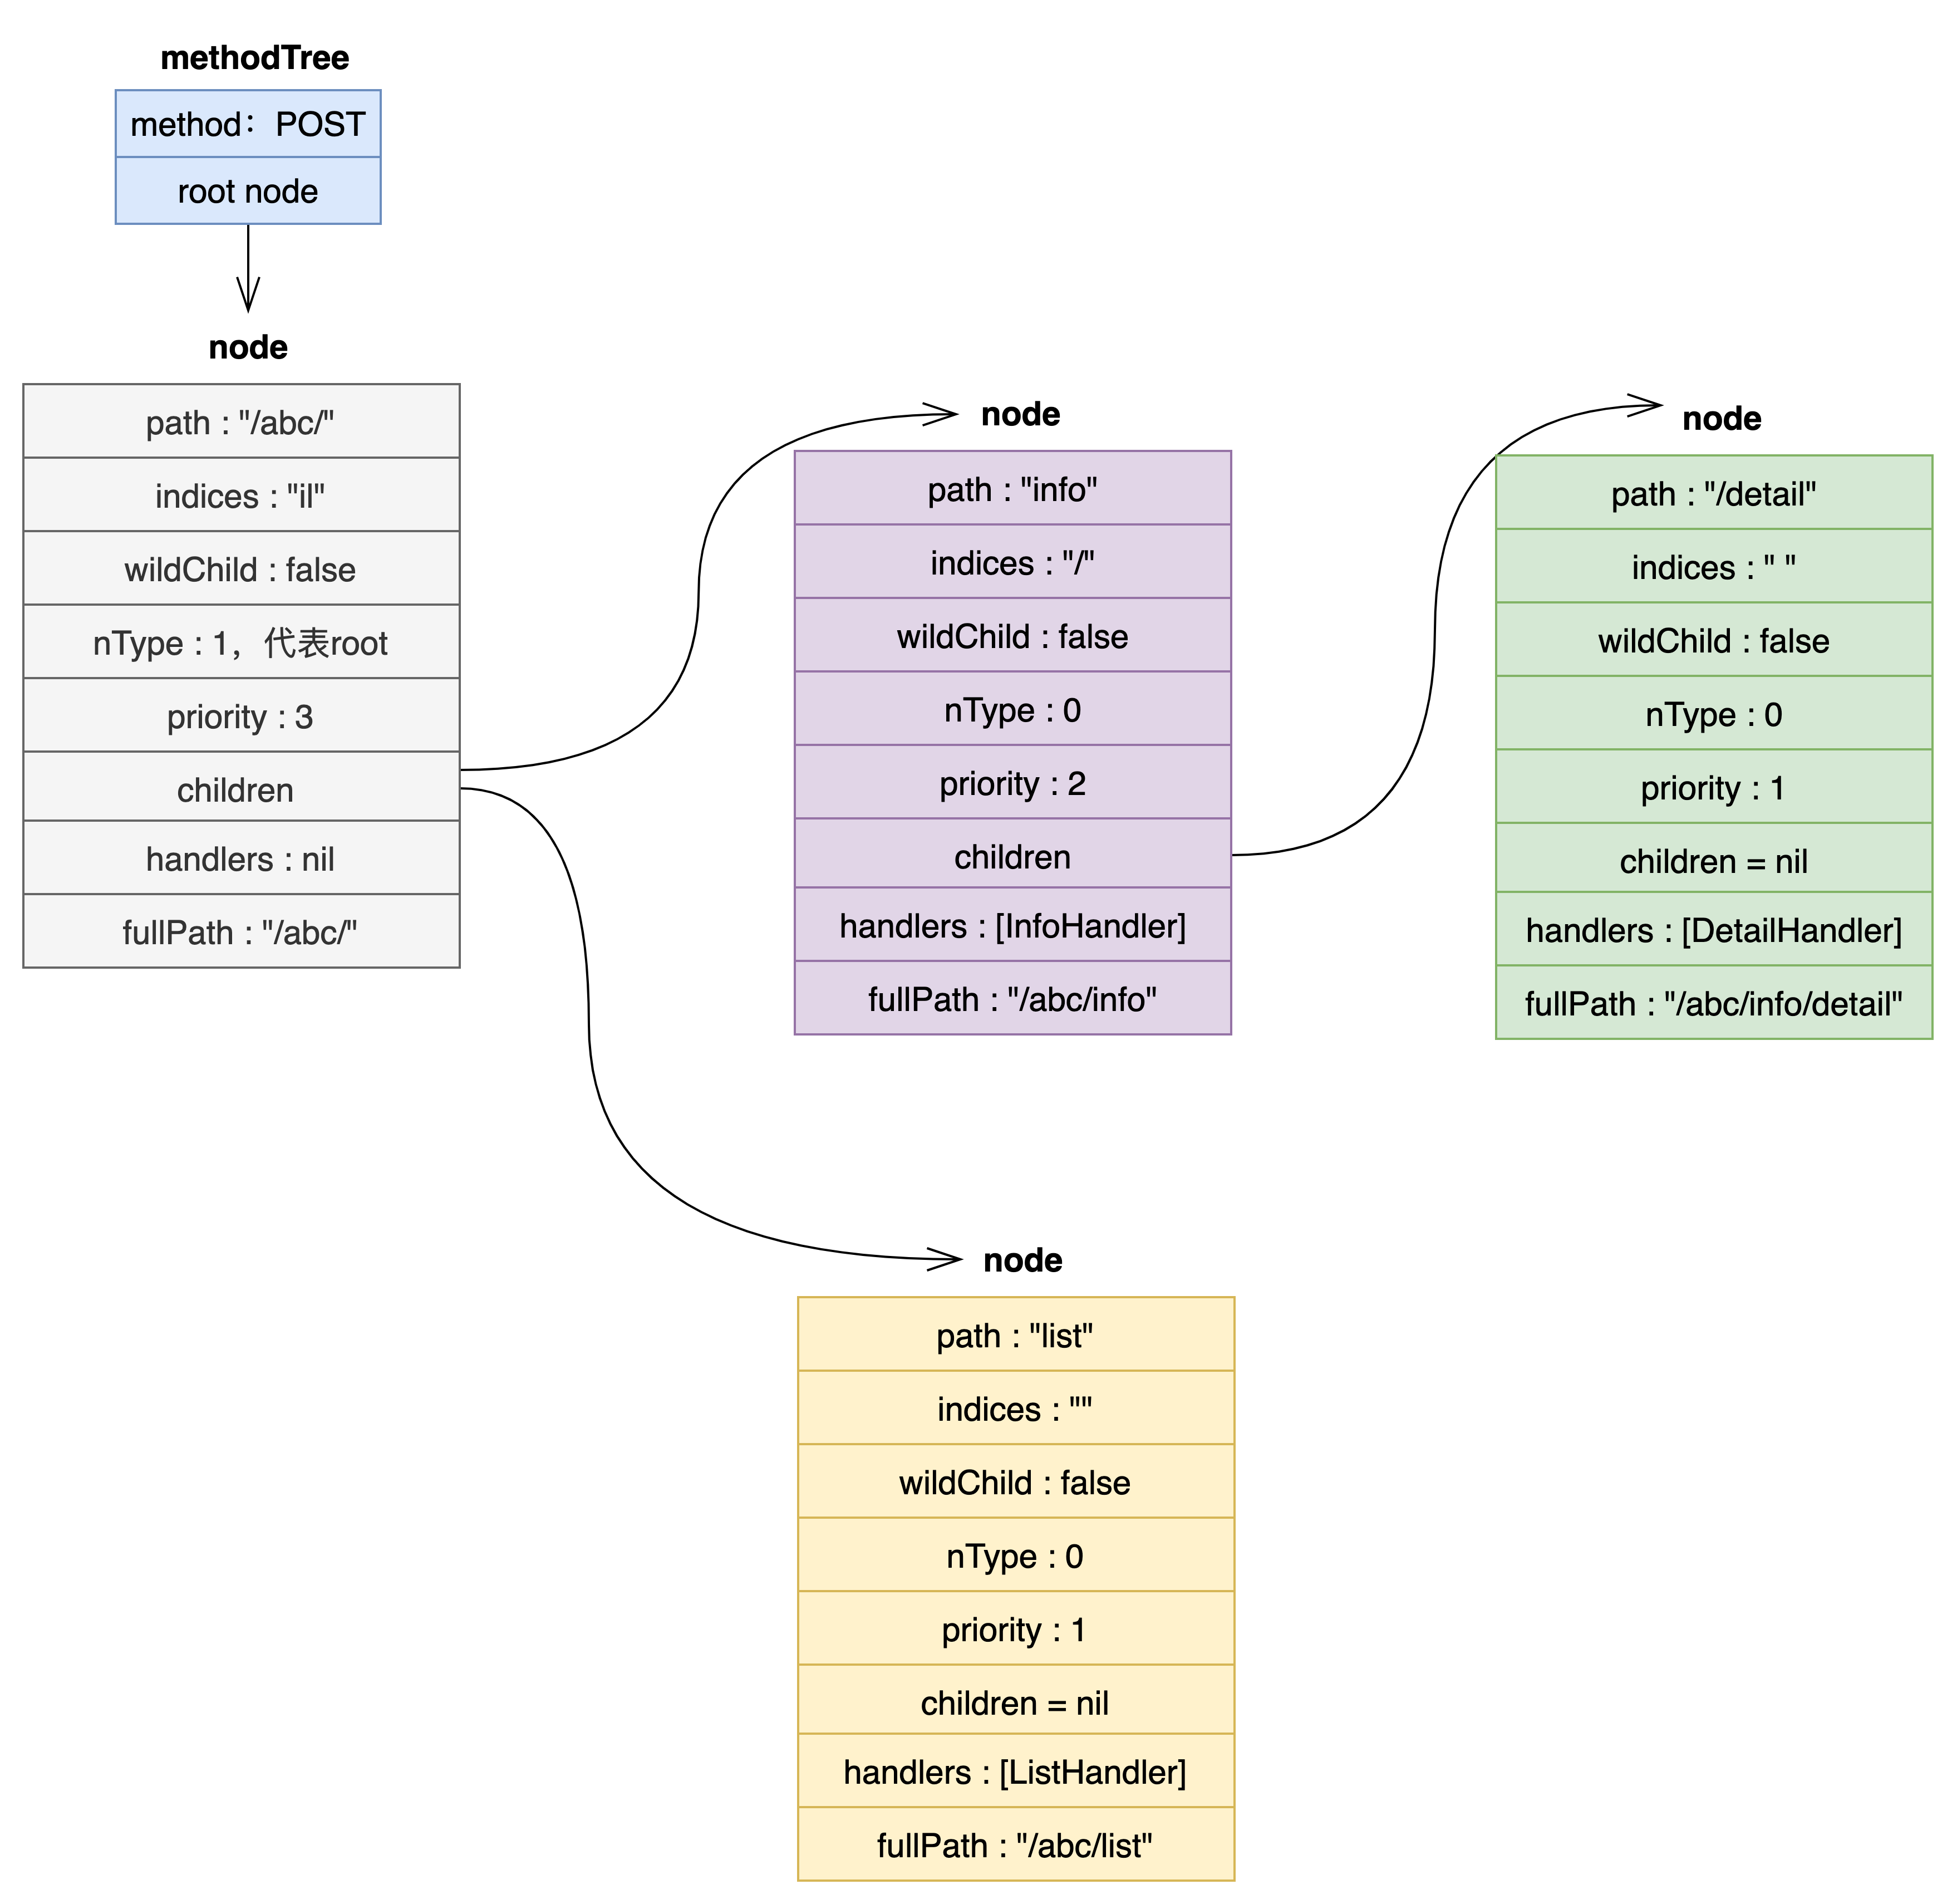 methodTree
method：POST
root node
node
path : "/abc/"
indices : "il"
wildChild : false
nType : 1，代表root
priority : 3
children
handlers : nil
fullPath : "/abc/"
node
path : "info"
indices : "/"
wildChild : false
nType : 0
priority : 2
children
handlers : [InfoHandler]
fullPath : "/abc/info"
node
path : "/detail"
indices : " "
wildChild : false
nType : 0
priority : 1
children = nil
handlers : [DetailHandler]
fullPath : "/abc/info/detail"
node
path : "list"
indices : ""
wildChild : false
nType : 0
priority : 1
children = nil
handlers : [ListHandler]
fullPath : "/abc/list"